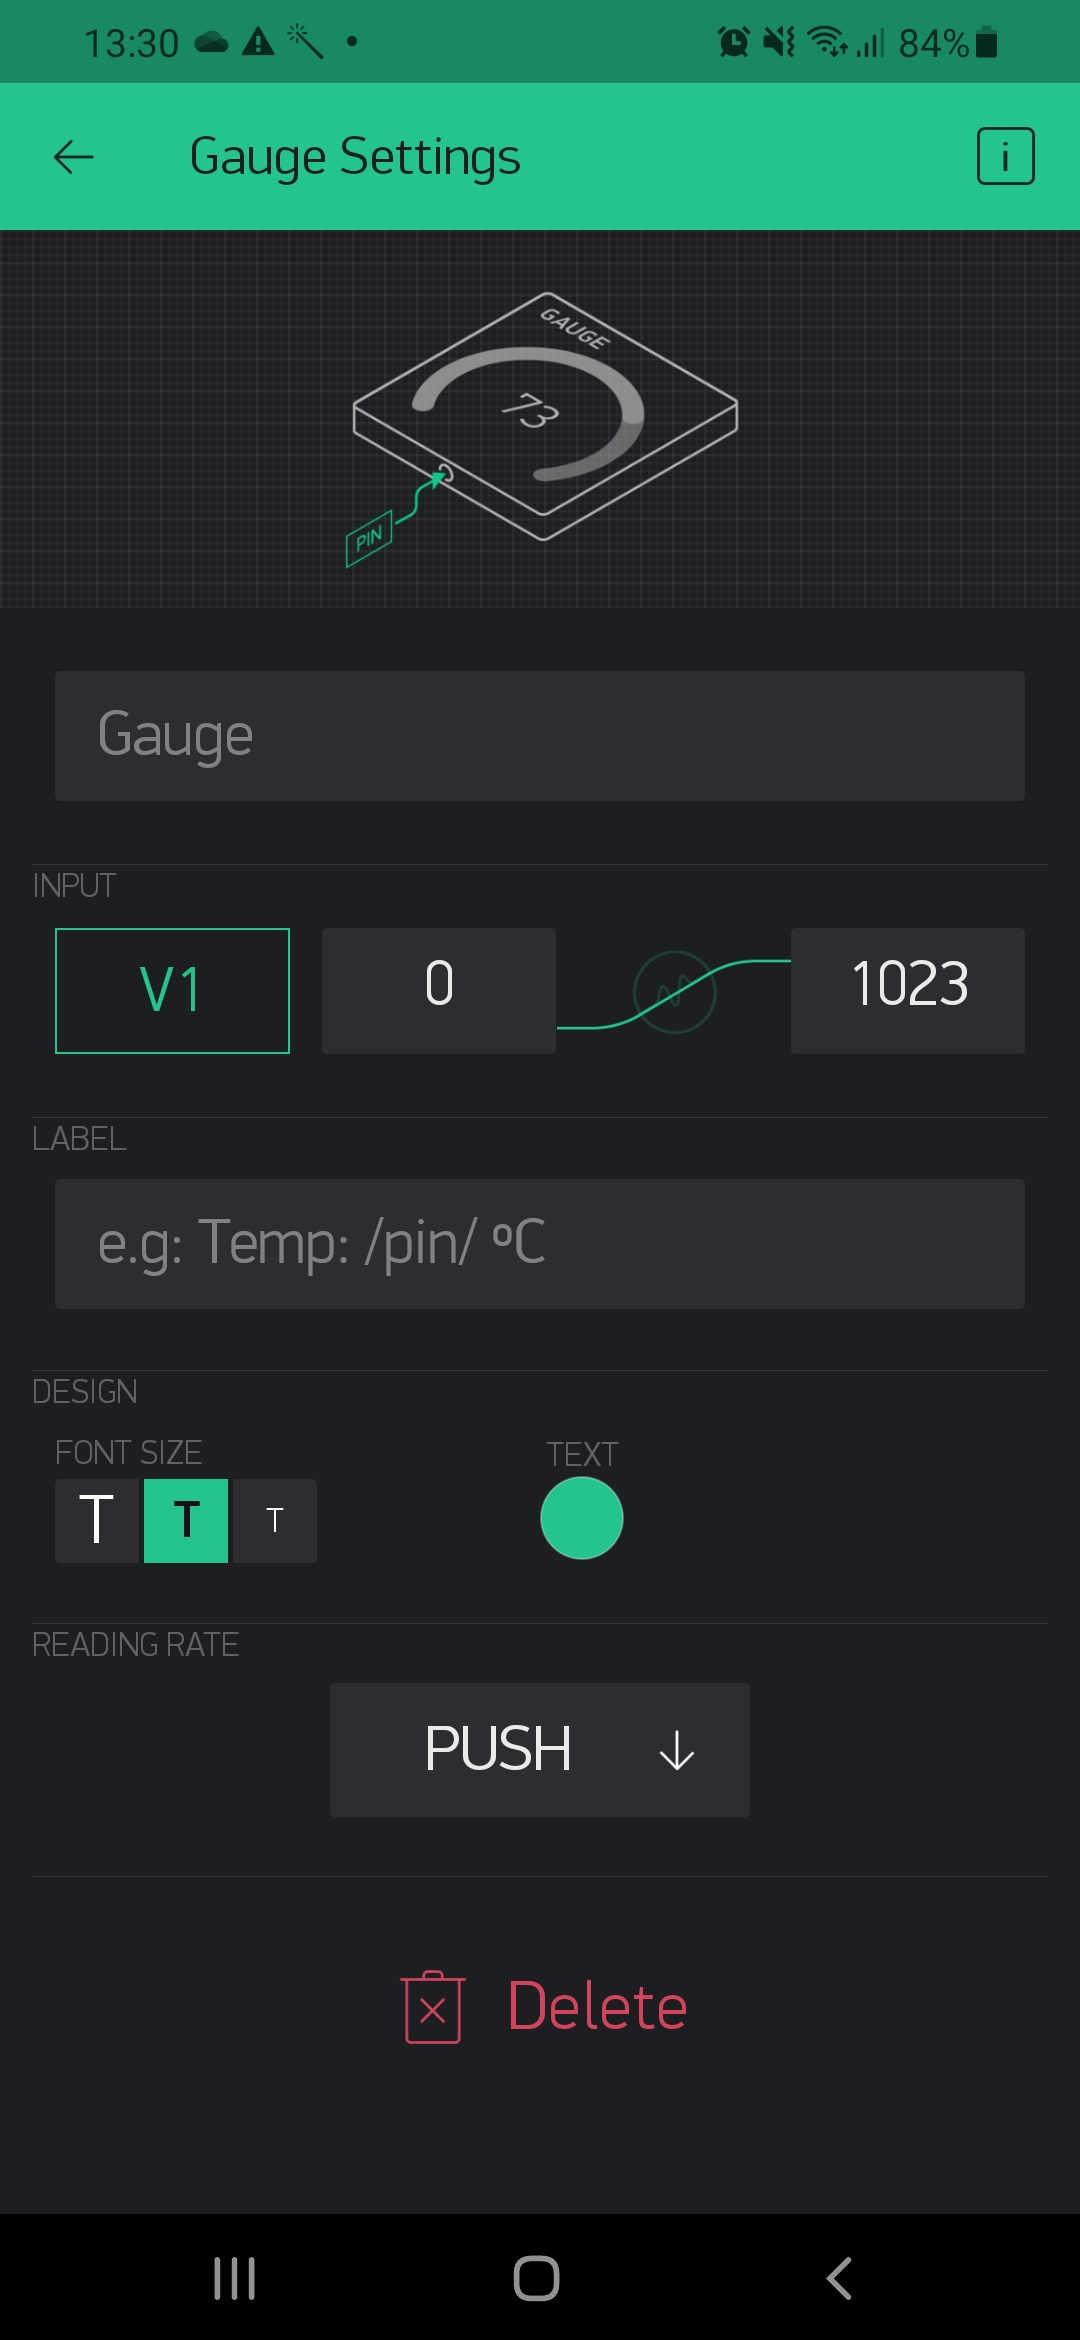 13:30 84%
Gauge Settings i
GAUGE
73
PIN
Gauge
INPUT
V1 0 1023
LABEL
e.g: Temp: /pin/ ºC
DESIGN
FONT SIZE TEXT
T T T
READING RATE
PUSH
Delete